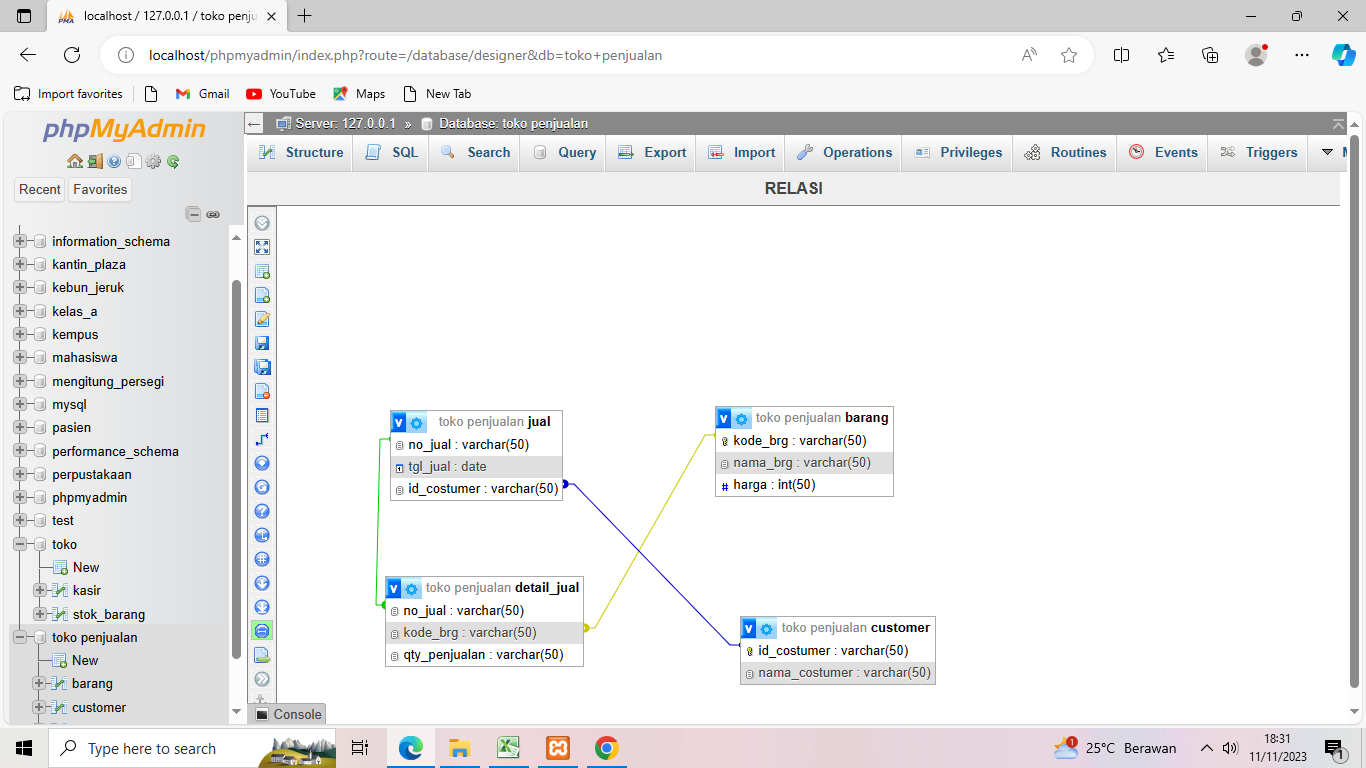 localhost / 127.0.0.1 / toko penju
localhost/phpmyadmin/index.php?route=/database/designer&db=toko+penjualan
Import favorites
Gmail
YouTube
Maps
New Tab
phpMyAdmin
Recent
Favorites
information_schema
kantin_plaza
kebun_jeruk
kelas_a
kempus
mahasiswa
mengitung_persegi
mysql
pasien
performance_schema
perpustakaan
phpmyadmin
test
toko
New
kasir
stok_barang
toko penjualan
New
barang
customer
Server: 127.0.0.1 » Database: toko penjualan
Structure
SQL
Search
Query
Export
Import
Operations
Privileges
Routines
Events
Triggers
RELASI
toko penjualan jual
no_jual : varchar(50)
tgl_jual : date
id_costumer : varchar(50)
toko penjualan barang
kode_brg : varchar(50)
nama_brg : varchar(50)
harga : int(50)
toko penjualan detail_jual
no_jual : varchar(50)
kode_brg : varchar(50)
qty_penjualan : varchar(50)
toko penjualan customer
id_costumer : varchar(50)
nama_costumer : varchar(50)
Console
Type here to search
1
25°C Berawan
18:31
11/11/2023
1